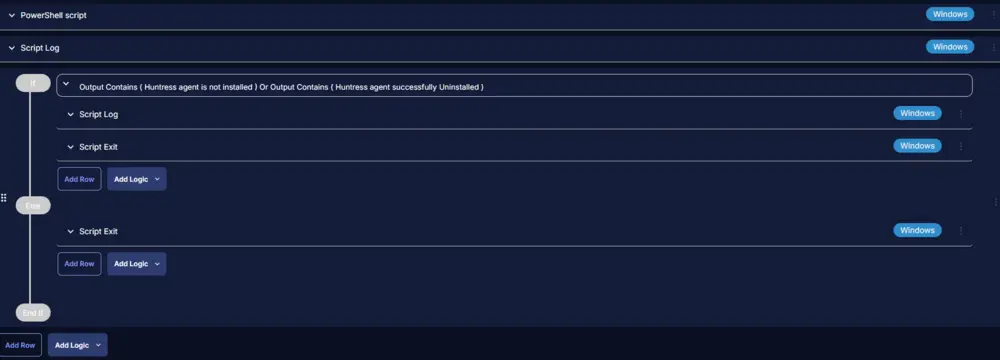 PowerShell script Windows
Script Log Windows
If
Output Contains ( Huntress agent is not installed ) Or Output Contains ( Huntress agent successfully Uninstalled )
Script Log Windows
Script Exit Windows
Add Row Add Logic
Else
Script Exit Windows
Add Row Add Logic
End If
Add Row Add Logic